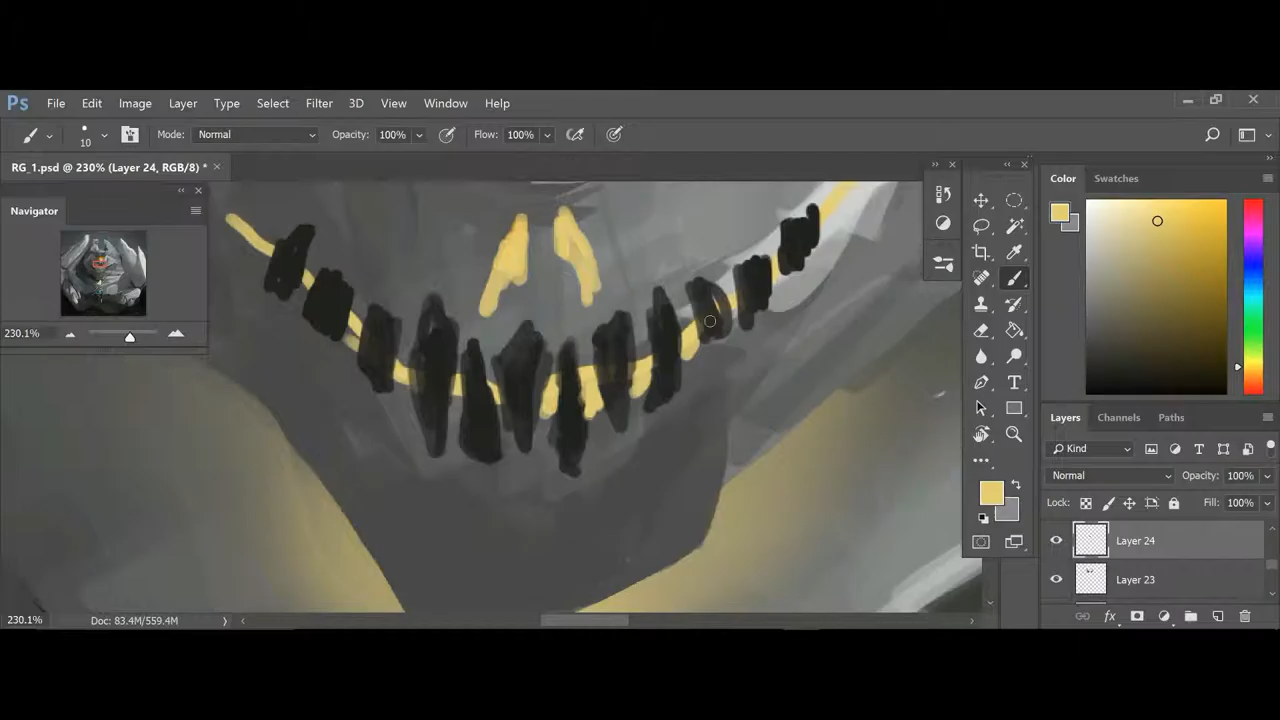 Ps File Edit Image Layer Type Select Filter 3D View Window Help
10 Mode: Normal Opacity: 100% Flow: 100%
RG_1.psd @ 230% (Layer 24, RGB/8) * ×
Navigator
230.1%
Color Swatches
Layers Channels Paths
Kind
Normal Opacity: 100%
Lock: Fill: 100%
Layer 24
Layer 23
230.1% Doc: 83.4M/559.4M
fx